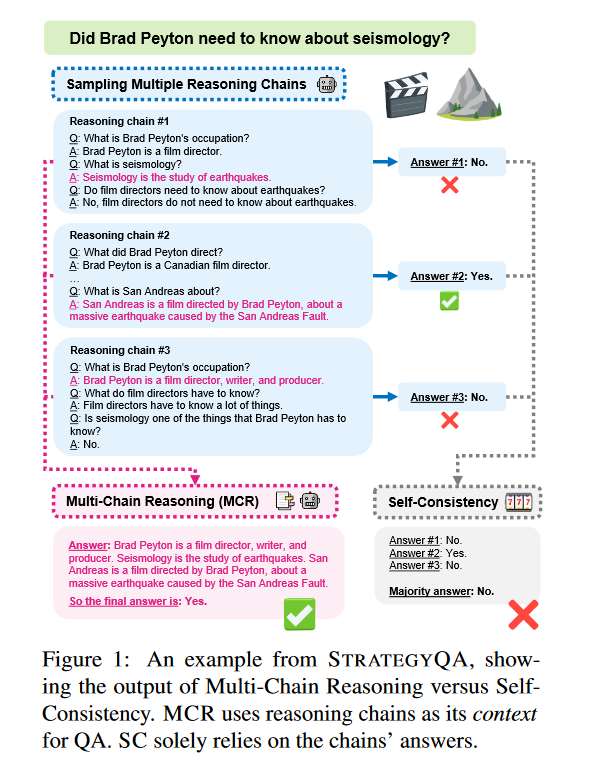 Did Brad Peyton need to know about seismology?
Sampling Multiple Reasoning Chains
Reasoning chain #1
Q: What is Brad Peyton's occupation?
A: Brad Peyton is a film director.
Q: What is seismology?
A: Seismology is the study of earthquakes.
Q: Do film directors need to know about earthquakes?
A: No, film directors do not need to know about earthquakes.
Answer #1: No.
Reasoning chain #2
Q: What did Brad Peyton direct?
A: Brad Peyton is a Canadian film director.
...
Q: What is San Andreas about?
A: San Andreas is a film directed by Brad Peyton, about a
massive earthquake caused by the San Andreas Fault.
Answer #2: Yes.
Reasoning chain #3
Q: What is Brad Peyton's occupation?
A: Brad Peyton is a film director, writer, and producer.
Q: What do film directors have to know?
A: Film directors have to know a lot of things.
Q: Is seismology one of the things that Brad Peyton has to
know?
A: No.
Answer #3: No.
Multi-Chain Reasoning (MCR)
Answer: Brad Peyton is a film director, writer, and
producer. Seismology is the study of earthquakes. San
Andreas is a film directed by Brad Peyton, about a
massive earthquake caused by the San Andreas Fault.
So the final answer is: Yes.
Self-Consistency
777
Answer #1: No.
Answer #2: Yes.
Answer #3: No.
Majority answer: No.
Figure 1: An example from STRATEGYQA, show-
ing the output of Multi-Chain Reasoning versus Self-
Consistency. MCR uses reasoning chains as its context
for QA. SC solely relies on the chains' answers.